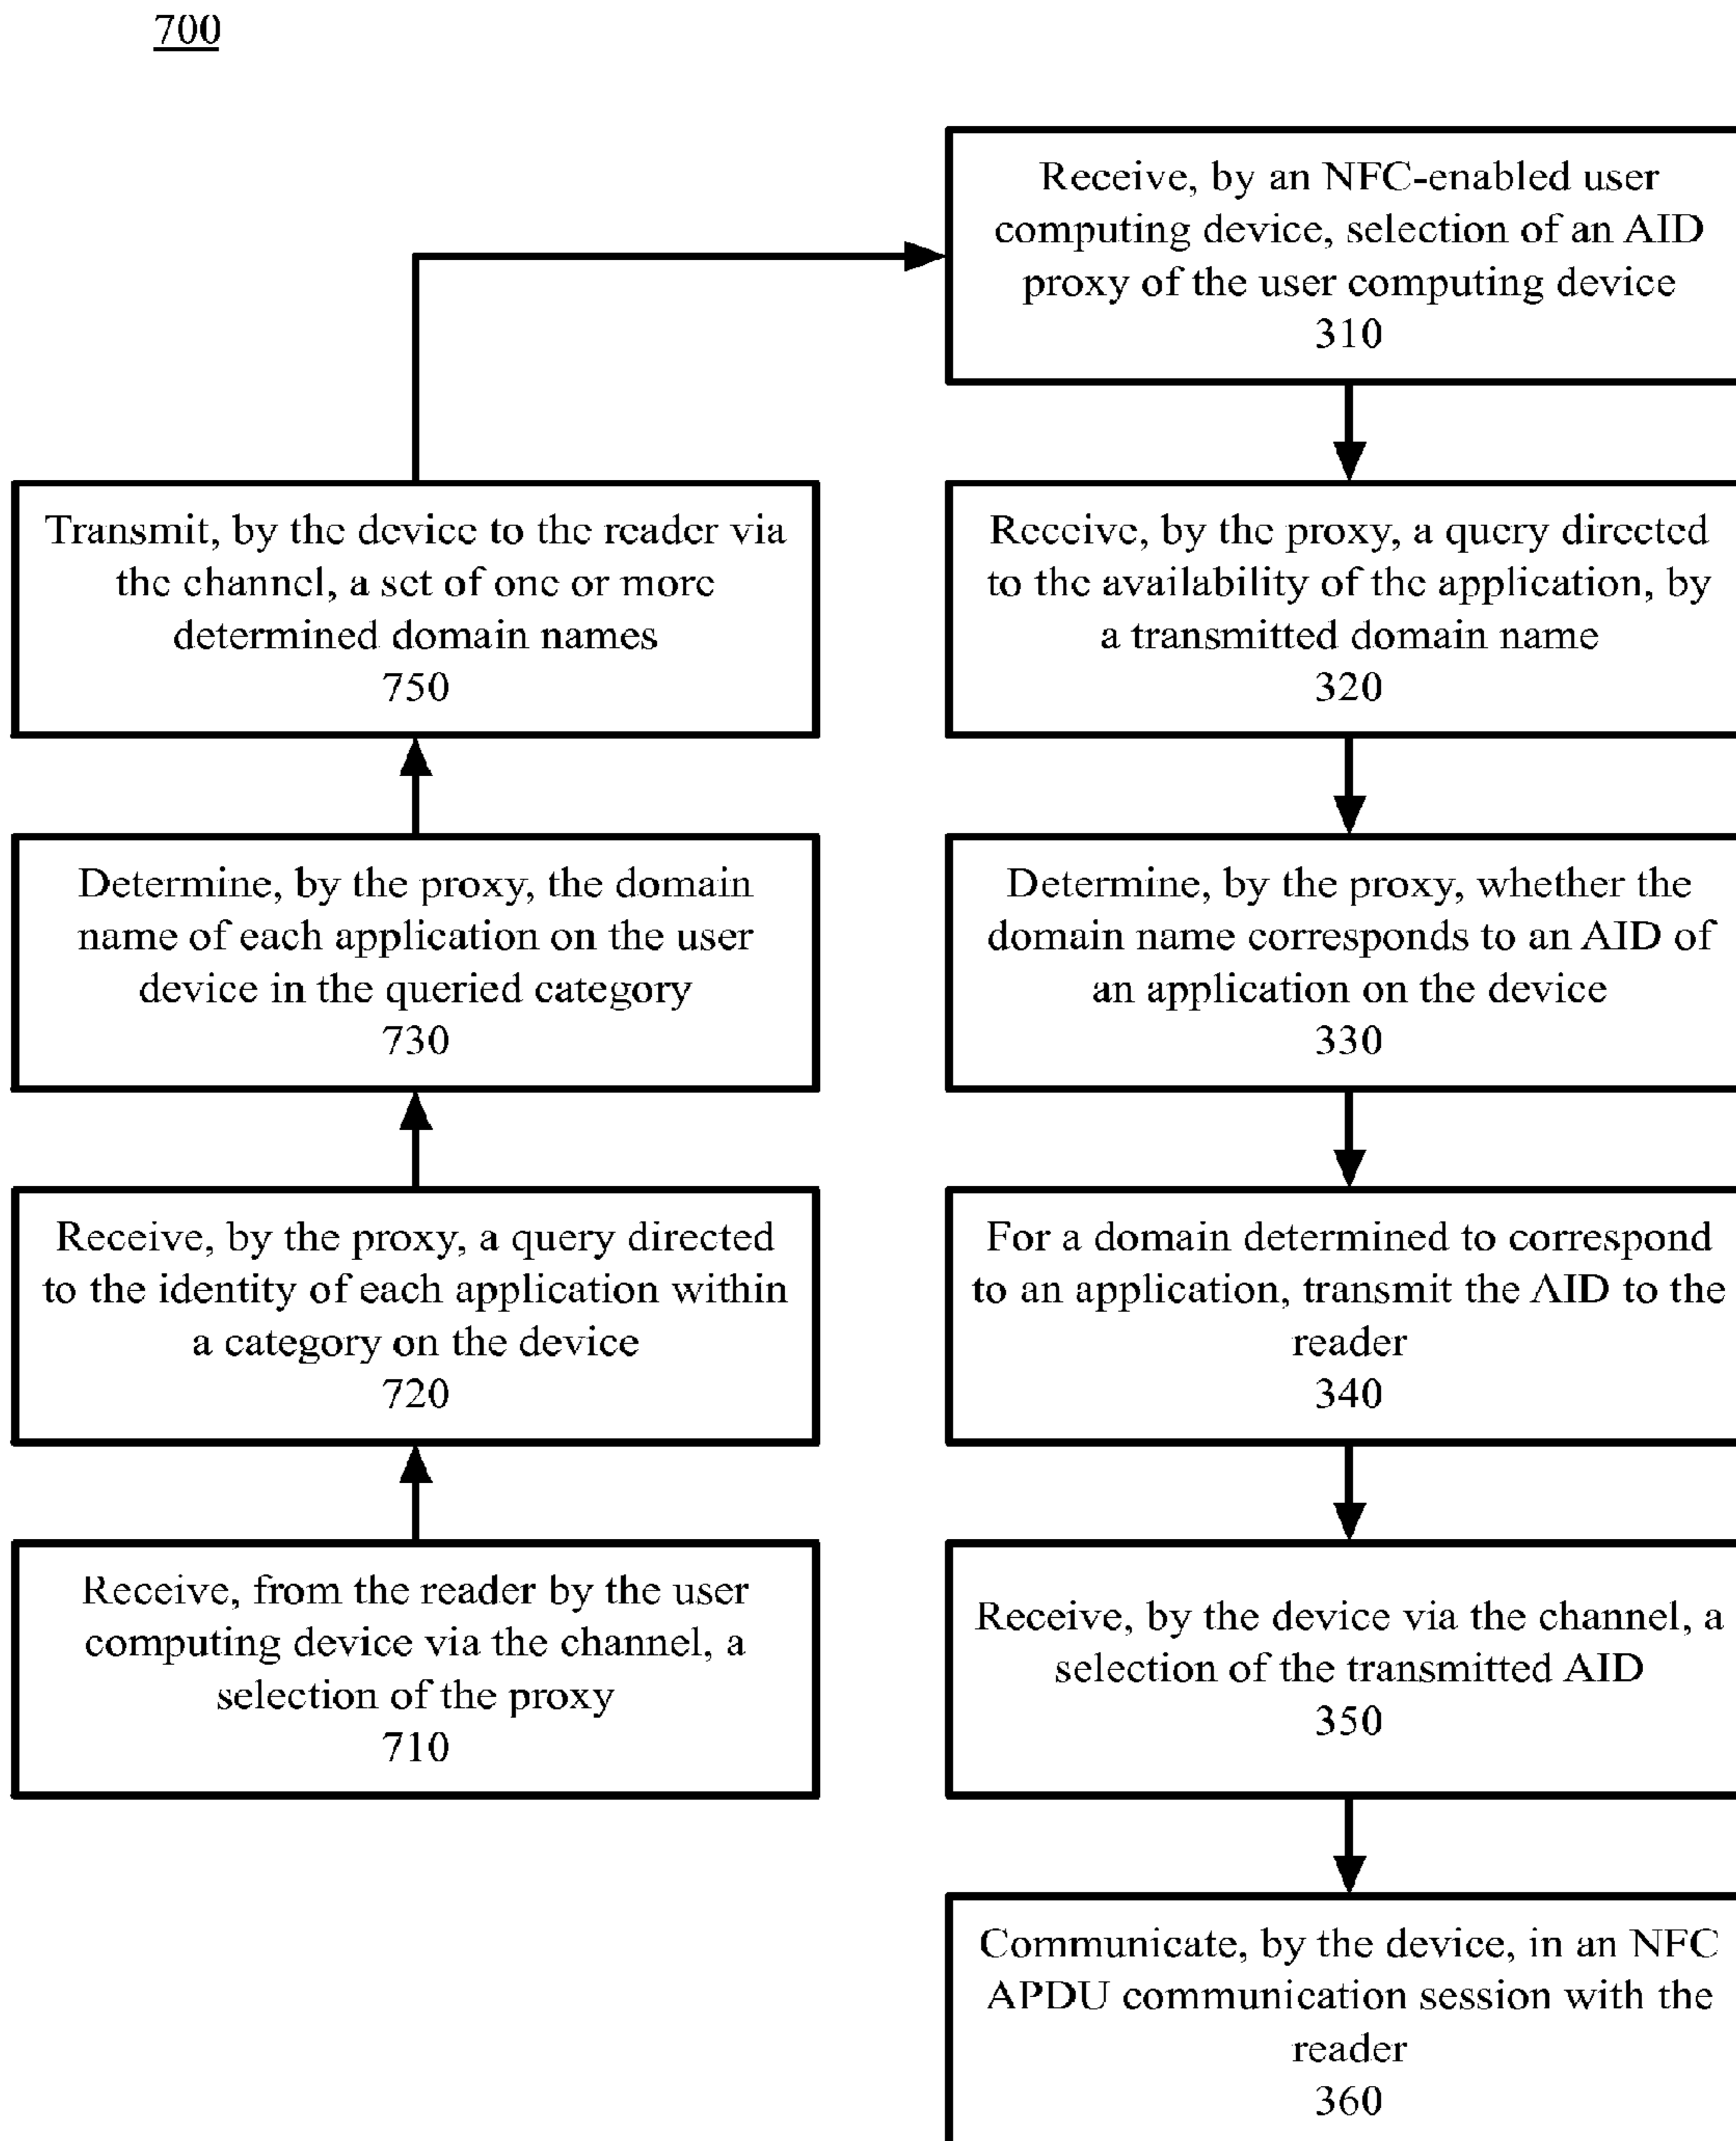 700
Receive, by an NFC-enabled user
computing device, selection of an AID
proxy of the user computing device
310
Transmit, by the device to the reader via
the channel, a set of one or more
determined domain names
750
Receive, by the proxy, a query directed
to the availability of the application, by
a transmitted domain name
320
Determine, by the proxy, the domain
name of each application on the user
device in the queried category
730
Determine, by the proxy, whether the
domain name corresponds to an AID of
an application on the device
330
Receive, by the proxy, a query directed
to the identity of each application within
a category on the device
720
For a domain determined to correspond
to an application, transmit the AID to the
reader
340
Receive, from the reader by the user
computing device via the channel, a
selection of the proxy
710
Receive, by the device via the channel, a
selection of the transmitted AID
350
Communicate, by the device, in an NFC
APDU communication session with the
reader
360